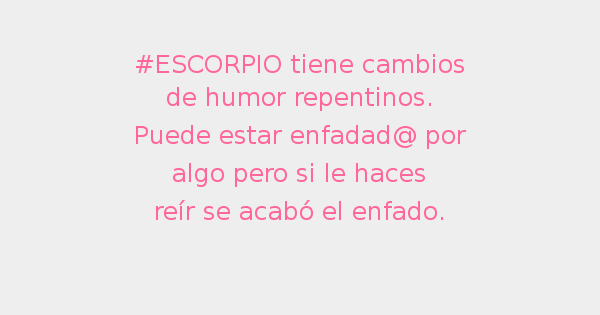 #ESCORPIO tiene cambios
de humor repentinos.
Puede estar enfadad@ por
algo pero si le haces
reír se acabó el enfado.